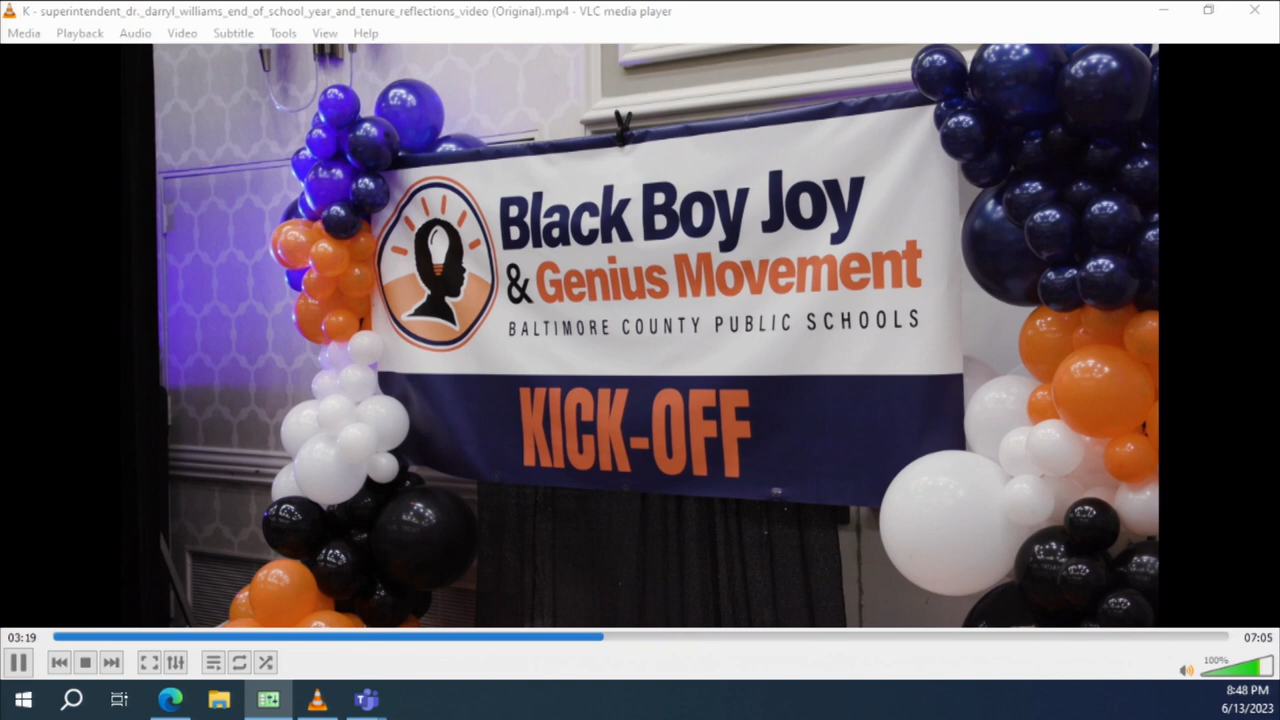 K - superintendent_dr._darryl_williams_end_of_school_year_and_tenure_reflections_video (Original).mp4 - VLC media player
Media Playback Audio Video Subtitle Tools View Help
Black Boy Joy
& Genius Movement
BALTIMORE COUNTY PUBLIC SCHOOLS
KICK-OFF
03:19
07:05
100%
8:48 PM
6/13/2023